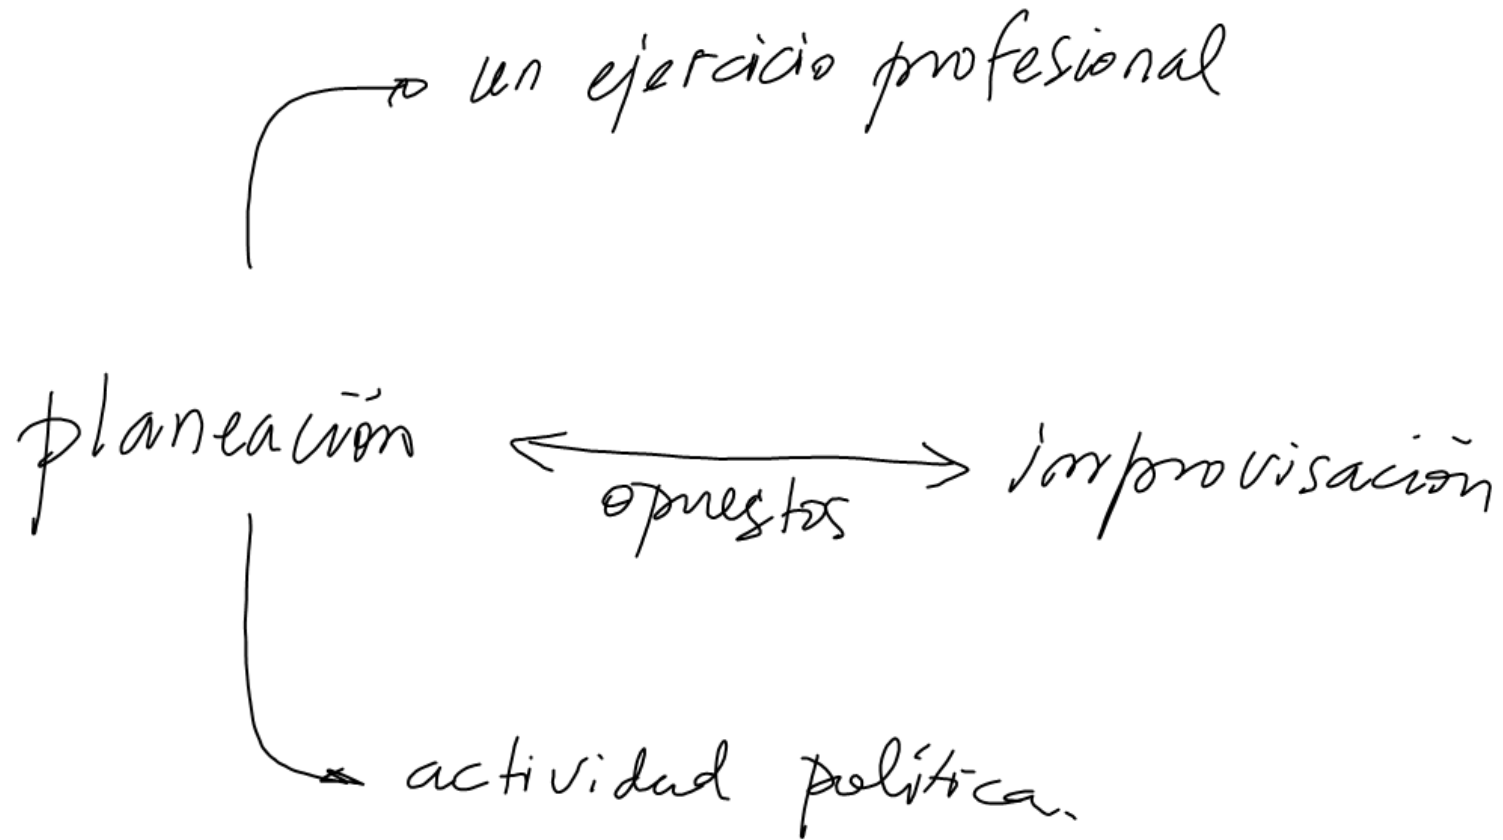 un ejercicio profesional
planeación
opuestos
improvisación
actividad política.